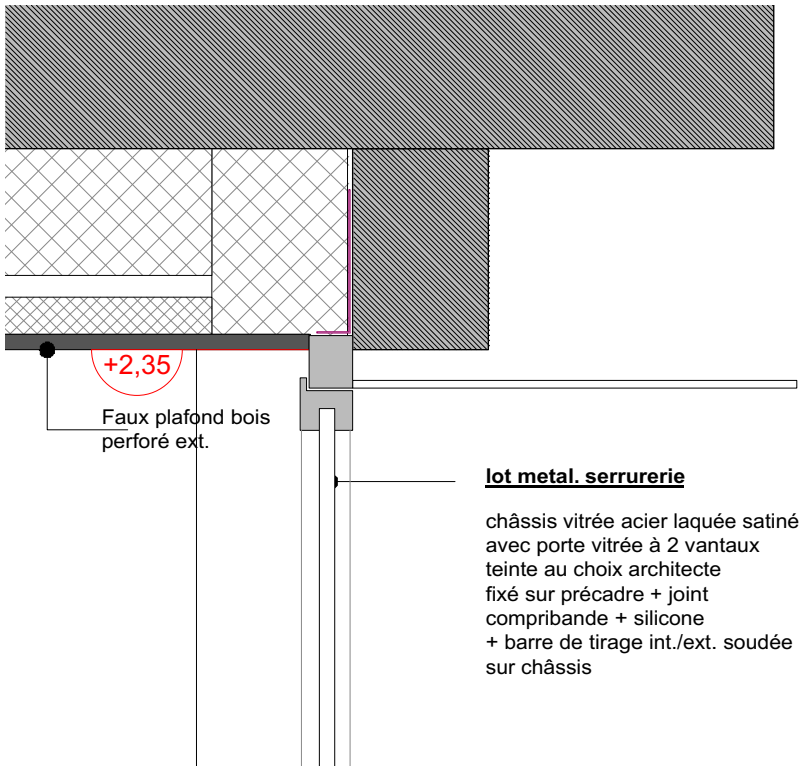 +2,35
Faux plafond bois
perforé ext.
lot metal. serrurerie
châssis vitrée acier laquée satiné
avec porte vitrée à 2 vantaux
teinte au choix architecte
fixé sur précadre + joint
compribande + silicone
+ barre de tirage int./ext. soudée
sur châssis